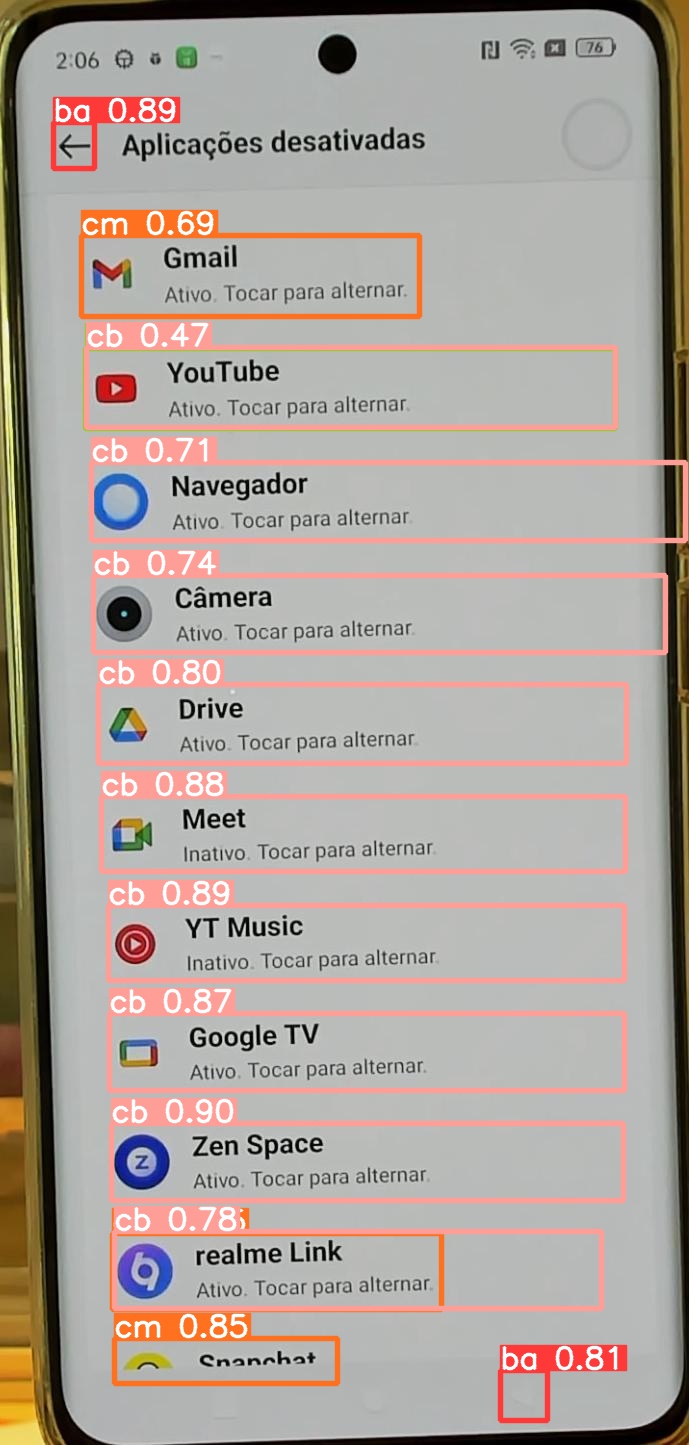 2:06 76
ba 0.89
Aplicações desativadas
cm 0.69
Gmail
Ativo. Tocar para alternar.
cb 0.47
YouTube
Ativo. Tocar para alternar.
cb 0.71
Navegador
Ativo. Tocar para alternar.
cb 0.74
Câmera
Ativo. Tocar para alternar.
cb 0.80
Drive
Ativo. Tocar para alternar.
cb 0.88
Meet
Inativo. Tocar para alternar.
cb 0.89
YT Music
Inativo. Tocar para alternar.
cb 0.87
Google TV
Ativo. Tocar para alternar.
cb 0.90
Z
Zen Space
Ativo. Tocar para alternar.
cb 0.78
realme Link
Ativo. Tocar para alternar.
cm 0.85
Snapchat
ba 0.81